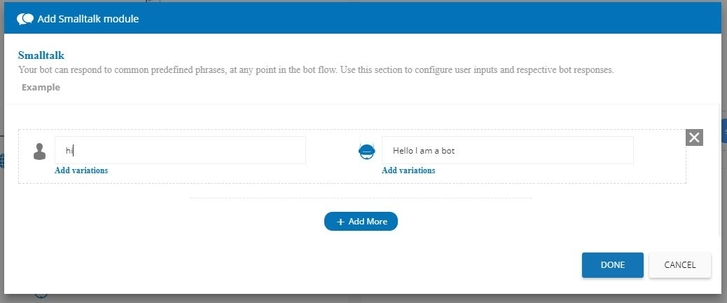 Add Smalltalk module
Smalltalk
Your bot can respond to common predefined phrases, at any point in the bot flow. Use this section to configure user inputs and respective bot responses.
Example
hi
Hello I am a bot
Add variations
Add variations
+ Add More
DONE
CANCEL